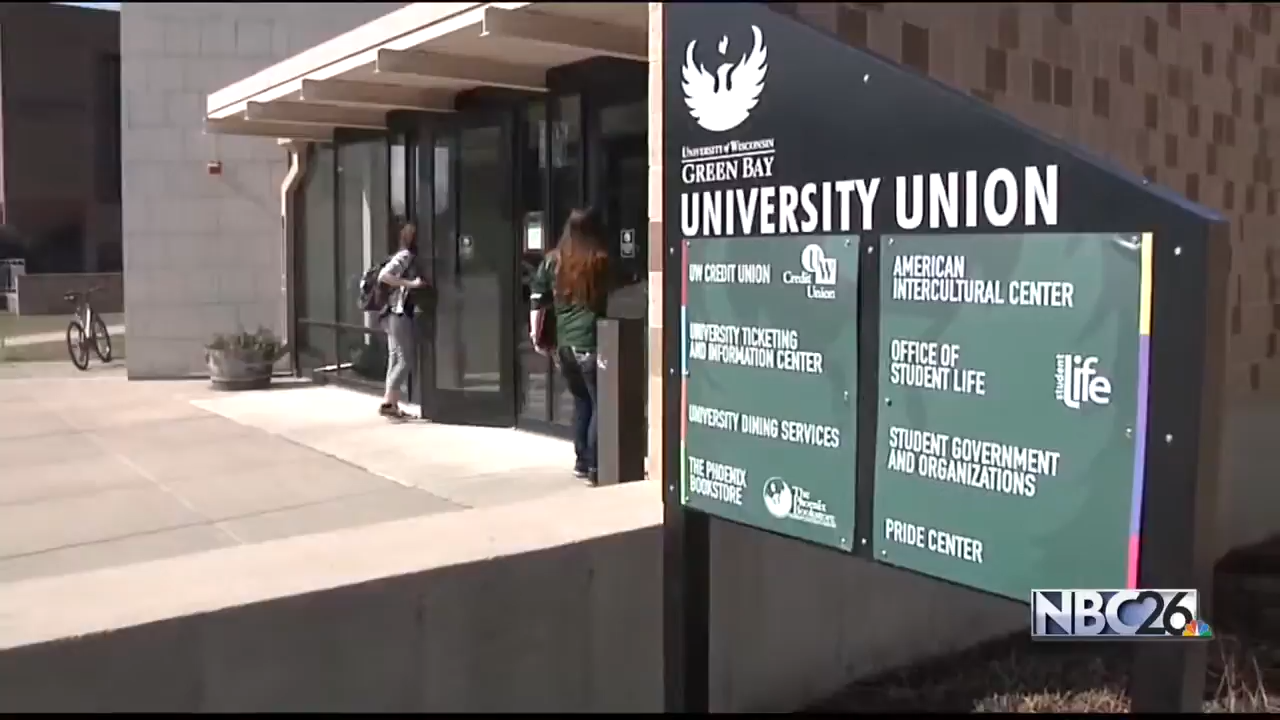 UNIVERSITY of WISCONSIN
GREEN BAY
UNIVERSITY UNION
UW CREDIT UNION
UW
Credit
Union
UNIVERSITY TICKETING
AND INFORMATION CENTER
UNIVERSITY DINING SERVICES
THE PHOENIX
BOOKSTORE
The
Phoenix
Bookstore
AMERICAN
INTERCULTURAL CENTER
OFFICE OF
STUDENT LIFE
student
life
STUDENT GOVERNMENT
AND ORGANIZATIONS
PRIDE CENTER
NBC26